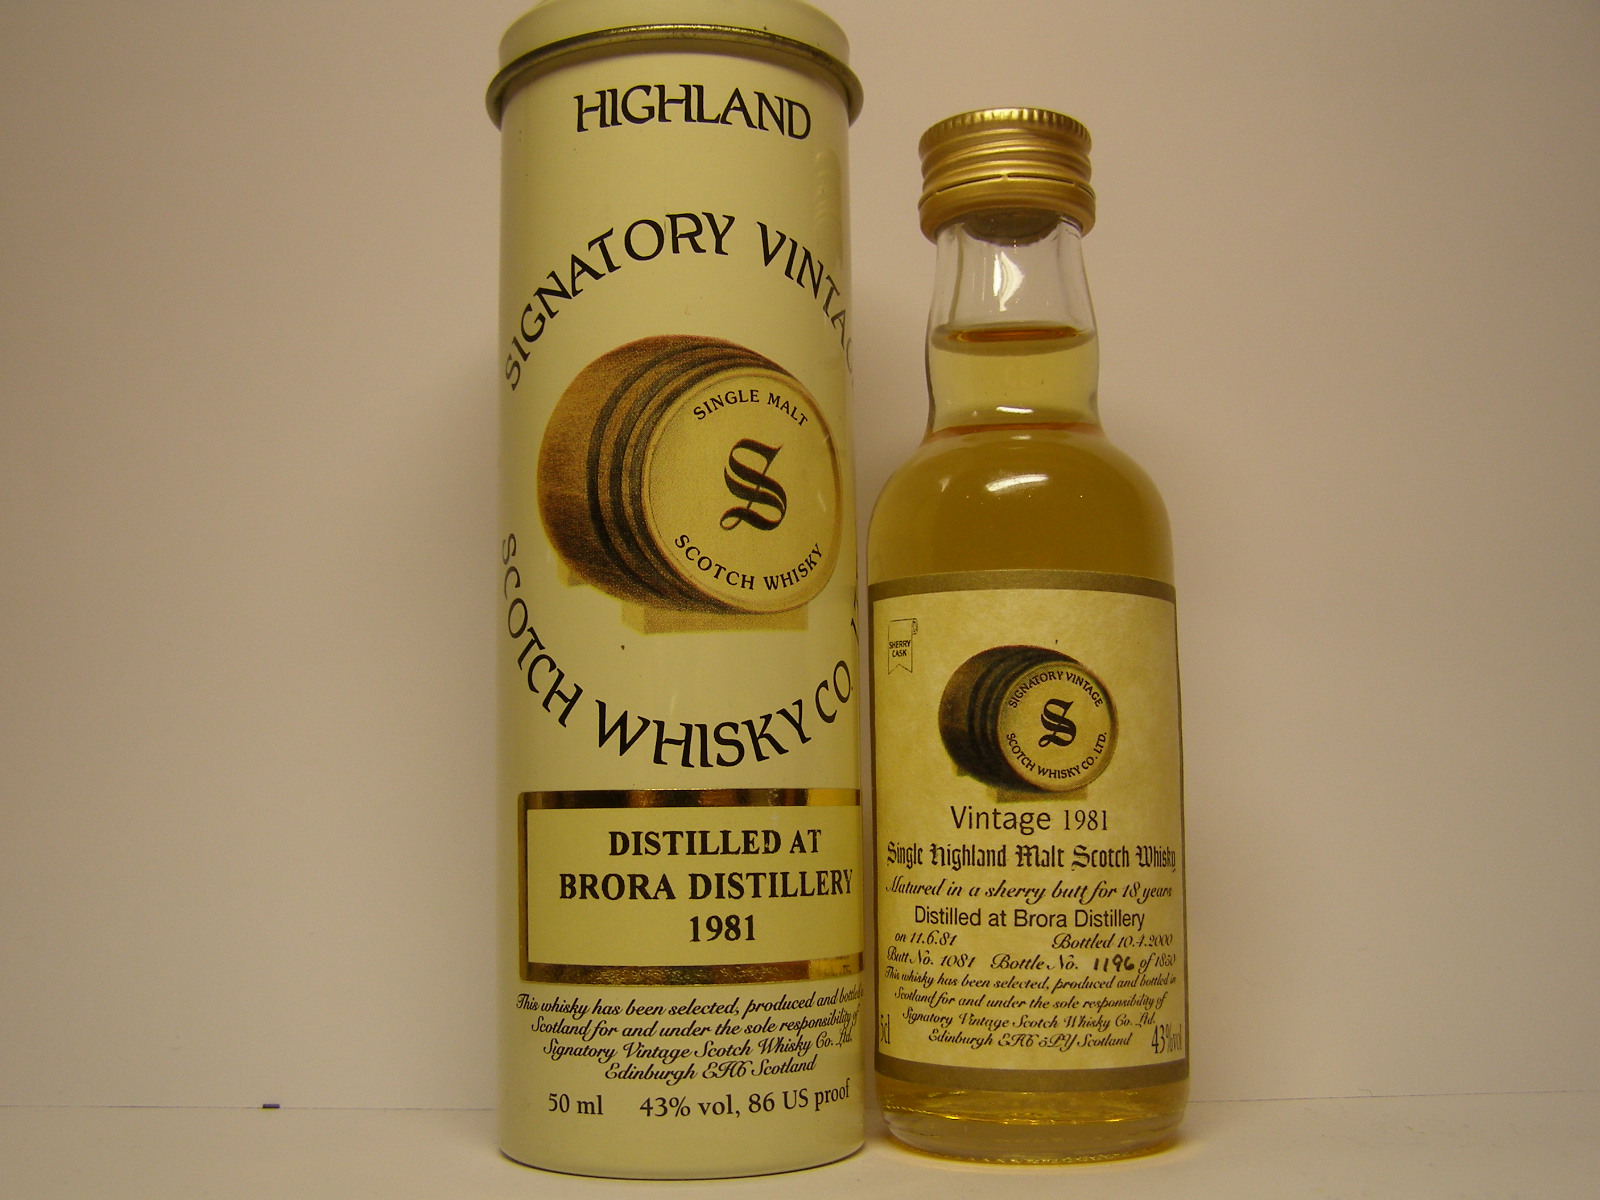 HIGHLAND
SIGNATORY VINTAG
SINGLE MALT
S
SCOTCH WHISKY
SCOTCH WHISKY CO.
DISTILLED AT
BRORA DISTILLERY
1981
This whisky has been selected, produced and bottled
Scotland for and under the sole responsibility of
Signatory Vintage Scotch Whisky Co. Ltd.
Edinburgh EH6 Scotland
50 ml 43% vol, 86 US proof
SHERRY
CASK
SIGNATORY VINTAGE
S
SCOTCH WHISKY CO. LTD.
Vintage 1981
Single Highland Malt Scotch Whisky
Matured in a sherry butt for 18 years
Distilled at Brora Distillery
on 11.6.81 Bottled 10.4.2000
Butt No. 1081 Bottle No. 1196 of 1850
This whisky has been selected, produced and bottled in
Scotland for and under the sole responsibility of
Signatory Vintage Scotch Whisky Co. Ltd.
Edinburgh EH6 5PY Scotland
5cl 43%vol